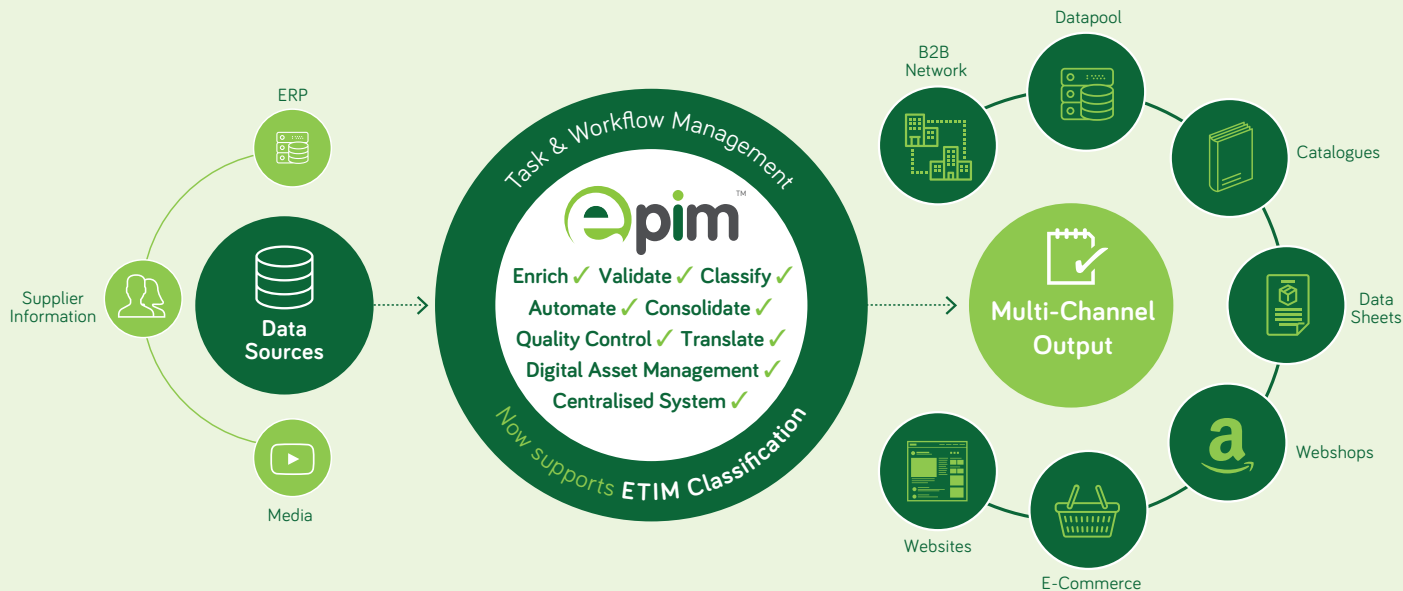 ERP
Supplier
Information
Data
Sources
Media
Task & Workflow Management
epim™
Enrich ✓ Validate ✓ Classify ✓
Automate ✓ Consolidate ✓
Quality Control ✓ Translate ✓
Digital Asset Management ✓
Centralised System ✓
Now supports ETIM Classification
Multi-Channel
Output
B2B
Network
Datapool
Catalogues
Data
Sheets
a
Webshops
E-Commerce
Websites